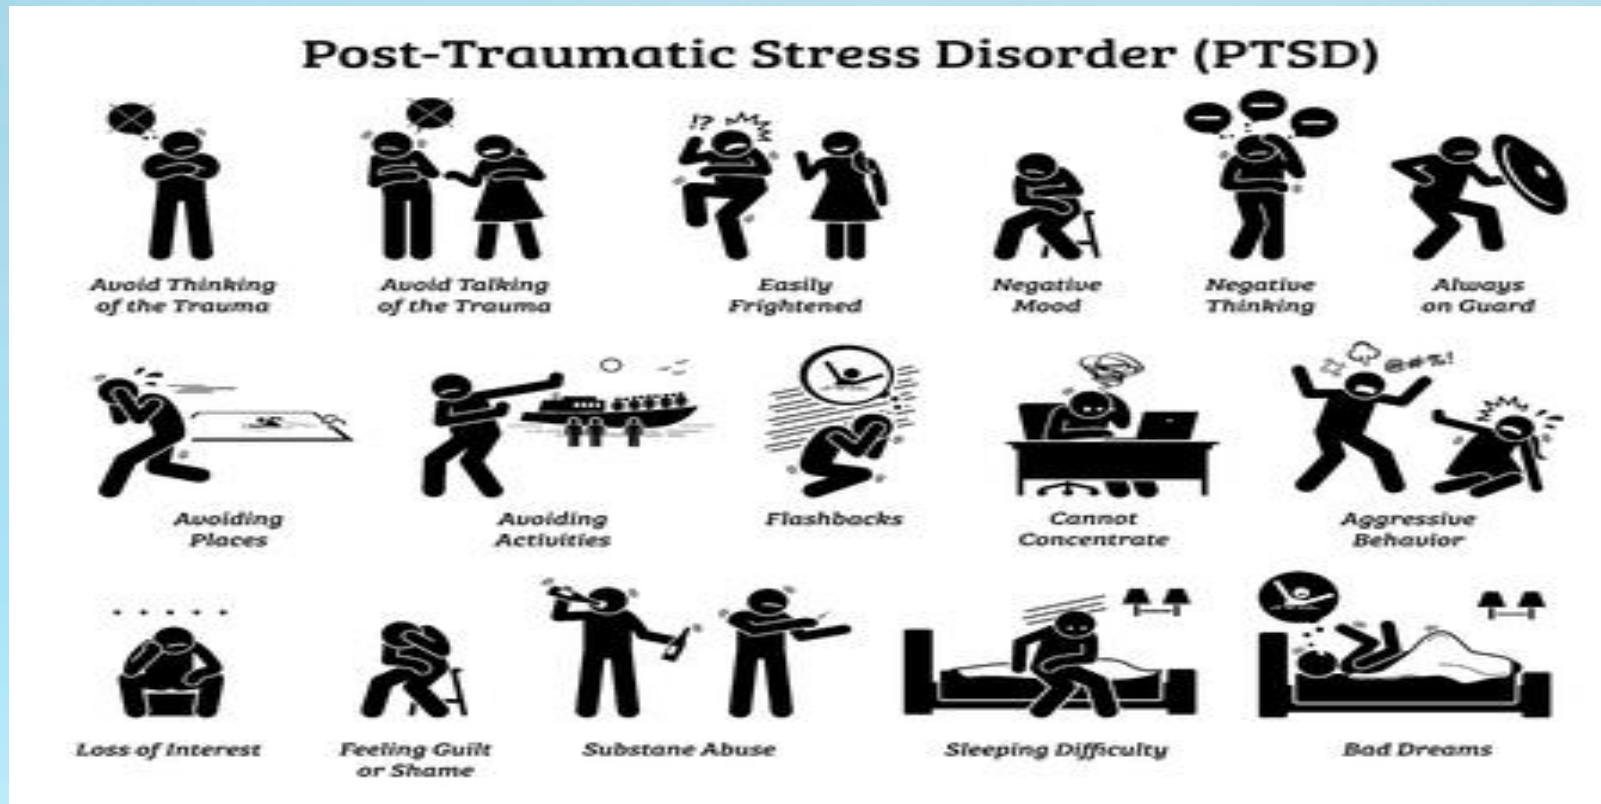 Post-Traumatic Stress Disorder (PTSD)
!?
Avoid Thinking
of the Trauma
Avoid Talking
of the Trauma
Easily
Frightened
Negative
Mood
Negative
Thinking
Always
on Guard
@#%!
Avoiding
Places
Avoiding
Activities
Flashbacks
Cannot
Concentrate
Aggressive
Behavior
Loss of Interest
Feeling Guilt
or Shame
Substane Abuse
Sleeping Difficulty
Bad Dreams